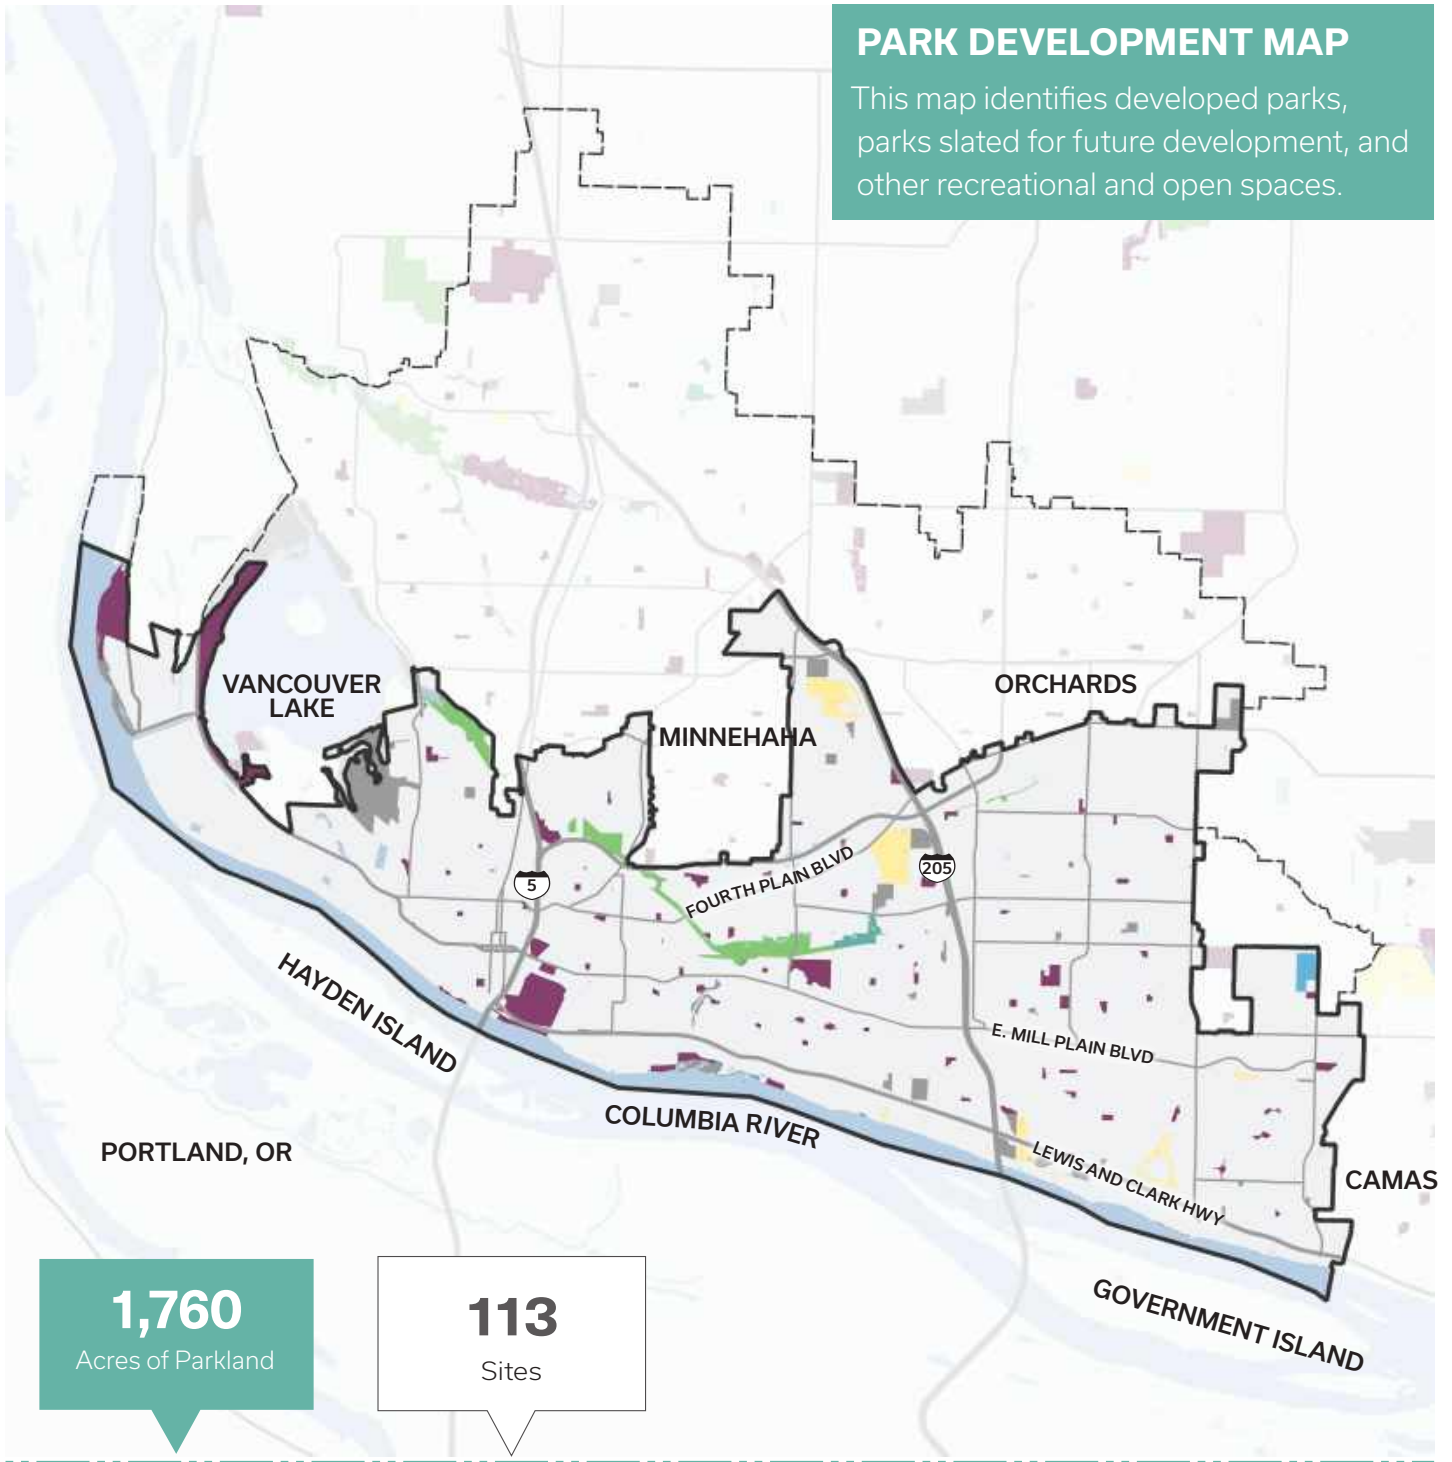 PARK DEVELOPMENT MAP
This map identifies developed parks,
parks slated for future development, and
other recreational and open spaces.
VANCOUVER
LAKE
ORCHARDS
MINNEHAHA
FOURTH PLAIN BLVD
205
5
HAYDEN ISLAND
E. MILL PLAIN BLVD
COLUMBIA RIVER
PORTLAND, OR
LEWIS AND CLARK HWY
CAMAS
GOVERNMENT ISLAND
1,760
Acres of Parkland
113
Sites